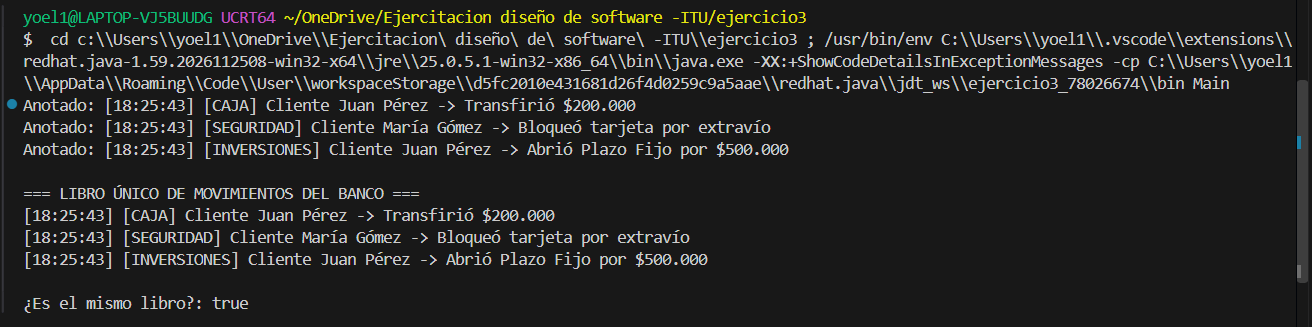 yoel1@LAPTOP-VJ5BUUDG UCRT64 ~/OneDrive/Ejercitacion diseño de software -ITU/ejercicio3
$  cd c:\\Users\\yoel1\\OneDrive\\Ejercitacion\ diseño\ de\ software\ -ITU\\ejercicio3 ; /usr/bin/env C:\\Users\\yoel1\\.vscode\\extensions\\
redhat.java-1.59.2026112508-win32-x64\\jre\\25.0.5.1-win32-x86_64\\bin\\java.exe -XX:+ShowCodeDetailsInExceptionMessages -cp C:\\Users\\yoel1
\\AppData\\Roaming\\Code\\User\\workspaceStorage\\d5fc2010e431681d26f4d0259c9a5aae\\redhat.java\\jdt_ws\\ejercicio3_78026674\\bin Main
Anotado: [18:25:43] [CAJA] Cliente Juan Pérez -> Transfirió $200.000
Anotado: [18:25:43] [SEGURIDAD] Cliente María Gómez -> Bloqueó tarjeta por extravío
Anotado: [18:25:43] [INVERSIONES] Cliente Juan Pérez -> Abrió Plazo Fijo por $500.000

=== LIBRO ÚNICO DE MOVIMIENTOS DEL BANCO ===
[18:25:43] [CAJA] Cliente Juan Pérez -> Transfirió $200.000
[18:25:43] [SEGURIDAD] Cliente María Gómez -> Bloqueó tarjeta por extravío
[18:25:43] [INVERSIONES] Cliente Juan Pérez -> Abrió Plazo Fijo por $500.000

¿Es el mismo libro?: true